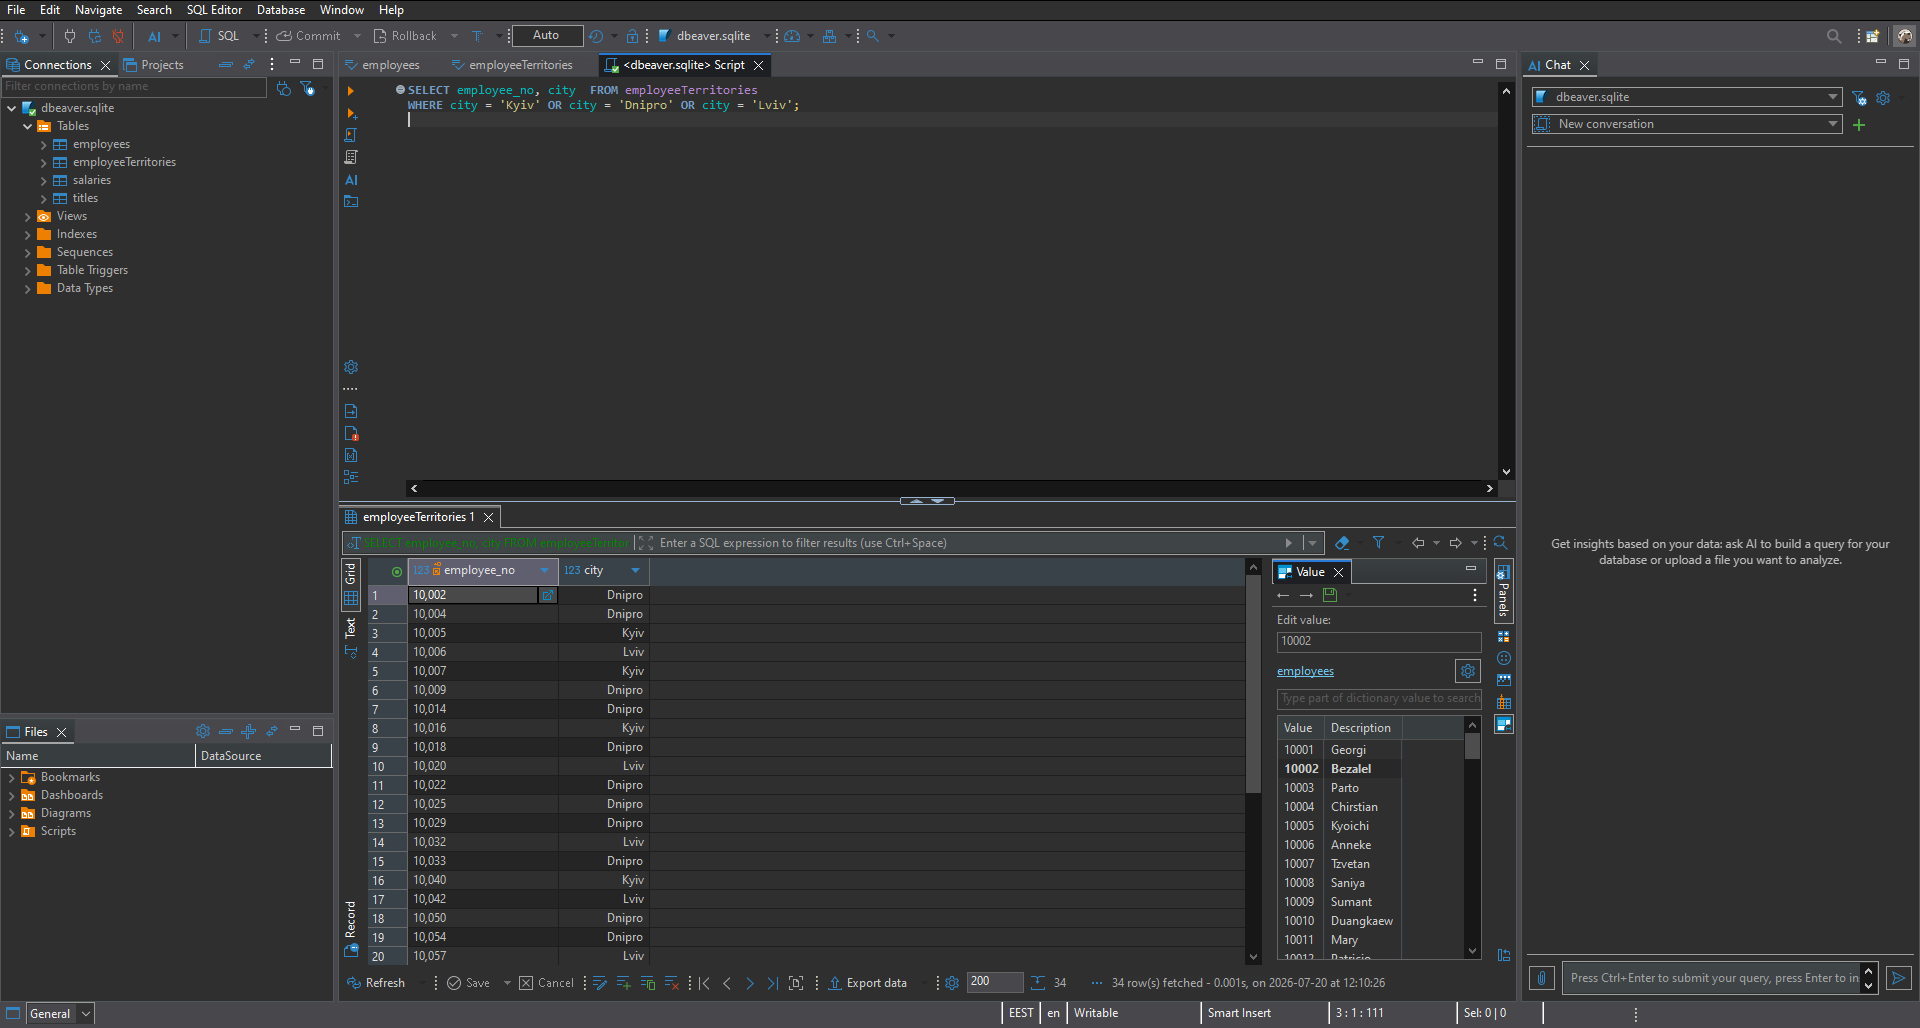 File Edit Navigate Search SQL Editor Database Window Help
AI SQL Commit Rollback T Auto dbeaver.sqlite
Connections Projects
Filter connections by name
dbeaver.sqlite
Tables
employees
employeeTerritories
salaries
titles
Views
Indexes
Sequences
Table Triggers
Data Types
Files
Name DataSource
Bookmarks
Dashboards
Diagrams
Scripts
employees employeeTerritories <dbeaver.sqlite> Script
SELECT employee_no, city  FROM employeeTerritories
WHERE city = 'Kyiv' OR city = 'Dnipro' OR city = 'Lviv';
AI
employeeTerritories 1
SELECT employee_no, city FROM employeeTerritor Enter a SQL expression to filter results (use Ctrl+Space)
Grid
Text
Record
123 employee_no 123 city
1 10,002 Dnipro
2 10,004 Dnipro
3 10,005 Kyiv
4 10,006 Lviv
5 10,007 Kyiv
6 10,009 Dnipro
7 10,014 Dnipro
8 10,016 Kyiv
9 10,018 Dnipro
10 10,020 Lviv
11 10,022 Dnipro
12 10,025 Dnipro
13 10,029 Dnipro
14 10,032 Lviv
15 10,033 Dnipro
16 10,040 Kyiv
17 10,042 Lviv
18 10,050 Dnipro
19 10,054 Dnipro
20 10,057 Lviv
Value
Edit value:
10002
employees
Type part of dictionary value to search
Value Description
10001 Georgi
10002 Bezalel
10003 Parto
10004 Chirstian
10005 Kyoichi
10006 Anneke
10007 Tzvetan
10008 Saniya
10009 Sumant
10010 Duangkaew
10011 Mary
10012 Patricio
Panels
Refresh Save Cancel Export data 200 34 34 row(s) fetched - 0.001s, on 2026-07-20 at 12:10:26
AI Chat
dbeaver.sqlite
New conversation
Get insights based on your data: ask AI to build a query for your
database or upload a file you want to analyze.
Press Ctrl+Enter to submit your query, press Enter to in
General EEST en Writable Smart Insert 3 : 1 : 111 Sel: 0 | 0